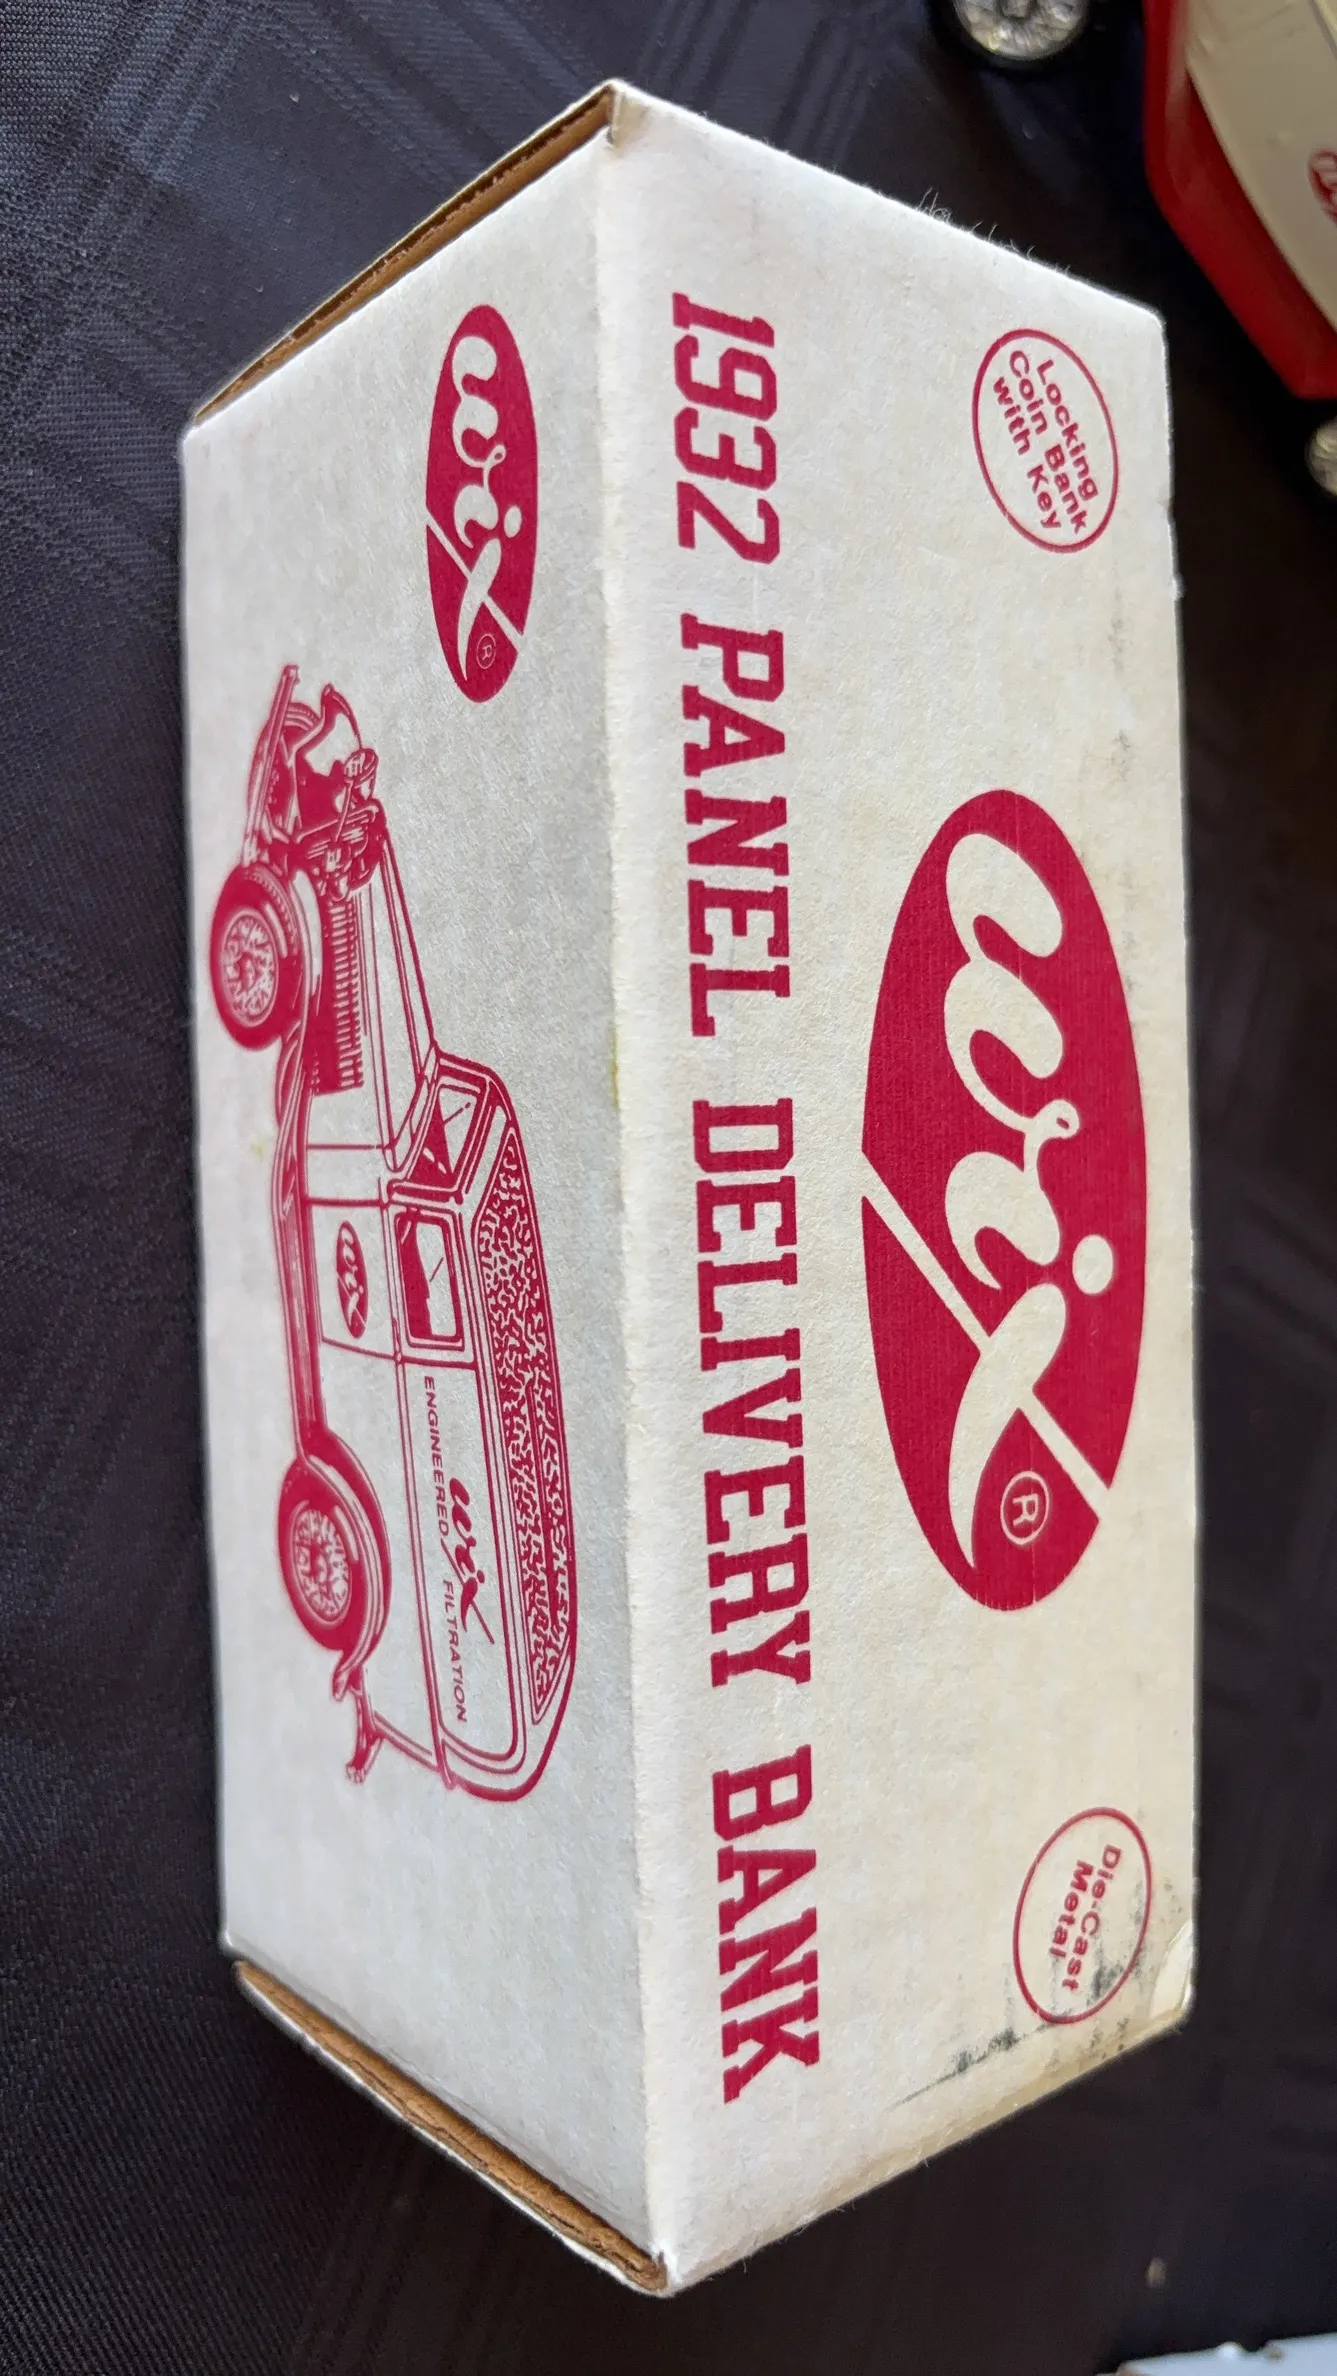 Locking
Coin Bank
with Key
wix ®
Die-Cast
Metal
1932 PANEL DELIVERY BANK
wix ®
wix
wix
ENGINEERED FILTRATION